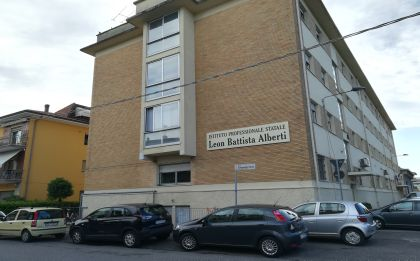 ISTITUTO PROFESSIONALE STATALE
Leon Battista Alberti